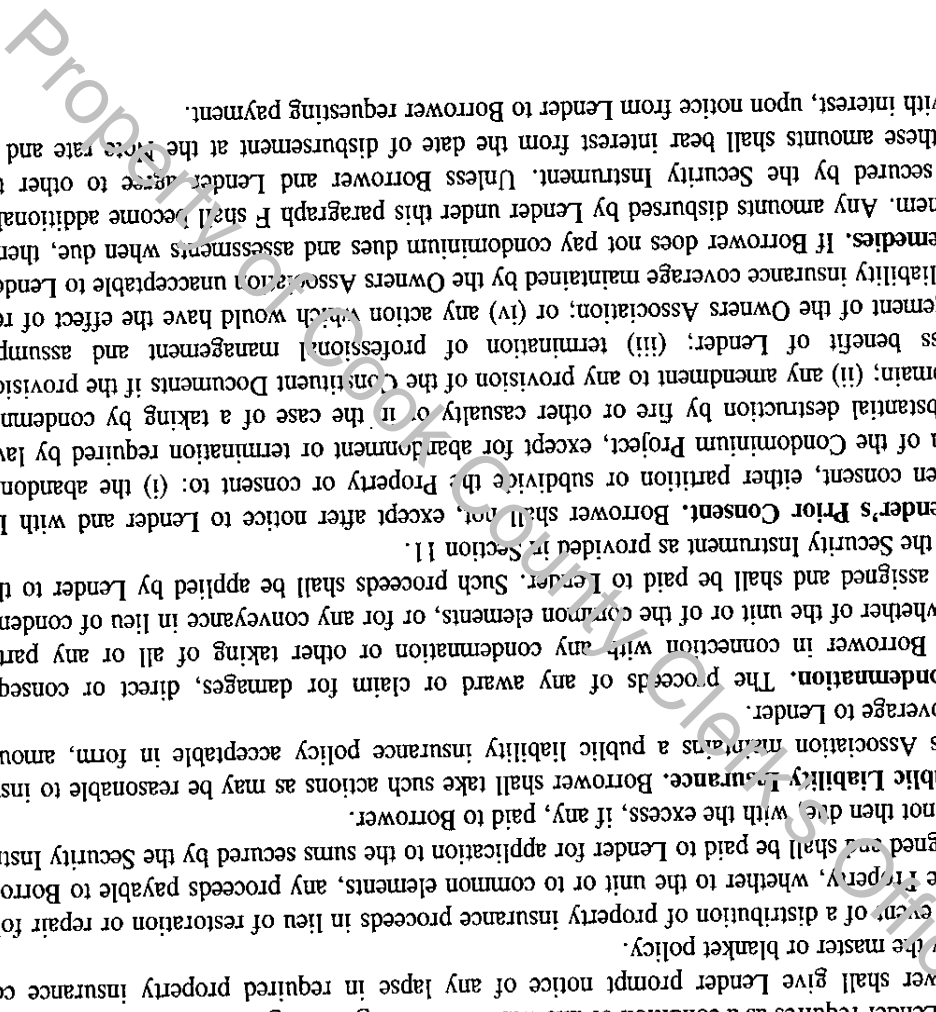 wer shall give Lender prompt notice of any lapse in required property insurance co
the master or blanket policy.
event of a distribution of property insurance proceeds in lieu of restoration or repair fol
e Property, whether to the unit or to common elements, any proceeds payable to Borro
gned and shall be paid to Lender for application to the sums secured by the Security Instr
not then due, with the excess, if any, paid to Borrower.
blic Liability Insurance. Borrower shall take such actions as may be reasonable to ins
s Association maintains a public liability insurance policy acceptable in form, amou
overage to Lender.
ondemnation. The proceeds of any award or claim for damages, direct or conseq
Borrower in connection with any condemnation or other taking of all or any part
whether of the unit or of the common elements, or for any conveyance in lieu of conden
assigned and shall be paid to Lender. Such proceeds shall be applied by Lender to th
the Security Instrument as provided in Section 11.
ender's Prior Consent. Borrower shall not, except after notice to Lender and with L
en consent, either partition or subdivide the Property or consent to: (i) the abandon
n of the Condominium Project, except for abandonment or termination required by law
bstantial destruction by fire or other casualty or in the case of a taking by condemn
omain; (ii) any amendment to any provision of the Constituent Documents if the provisi
ss benefit of Lender; (iii) termination of professional management and assump
gement of the Owners Association; or (iv) any action which would have the effect of re
liability insurance coverage maintained by the Owners Association unacceptable to Lende
emedies. If Borrower does not pay condominium dues and assessments when due, then
hem. Any amounts disbursed by Lender under this paragraph F shall become additional
secured by the Security Instrument. Unless Borrower and Lender agree to other t
these amounts shall bear interest from the date of disbursement at the Note rate and
with interest, upon notice from Lender to Borrower requesting payment.
Property of Cook County Clerk's Office